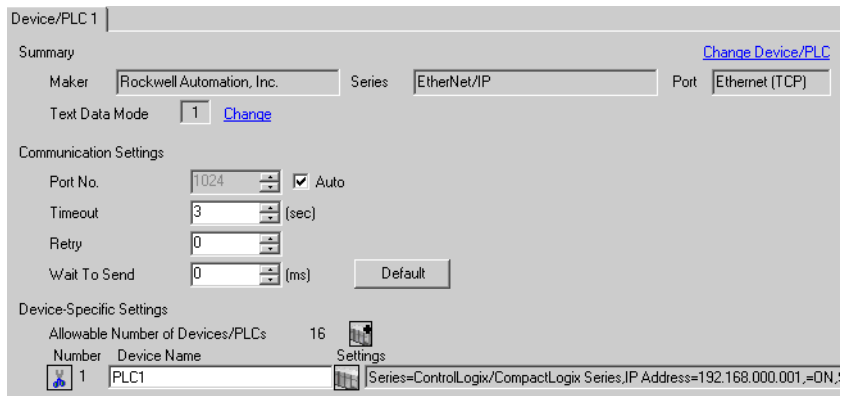 Device/PLC 1
Summary Change Device/PLC
Maker Rockwell Automation, Inc. Series EtherNet/IP Port Ethernet (TCP)
Text Data Mode 1 Change
Communication Settings
Port No. 1024 Auto
Timeout 3 (sec)
Retry 0
Wait To Send 0 (ms) Default
Device-Specific Settings
Allowable Number of Devices/PLCs 16
Number Device Name Settings
1 PLC1 Series=ControlLogix/CompactLogix Series,IP Address=192.168.000.001,=ON,